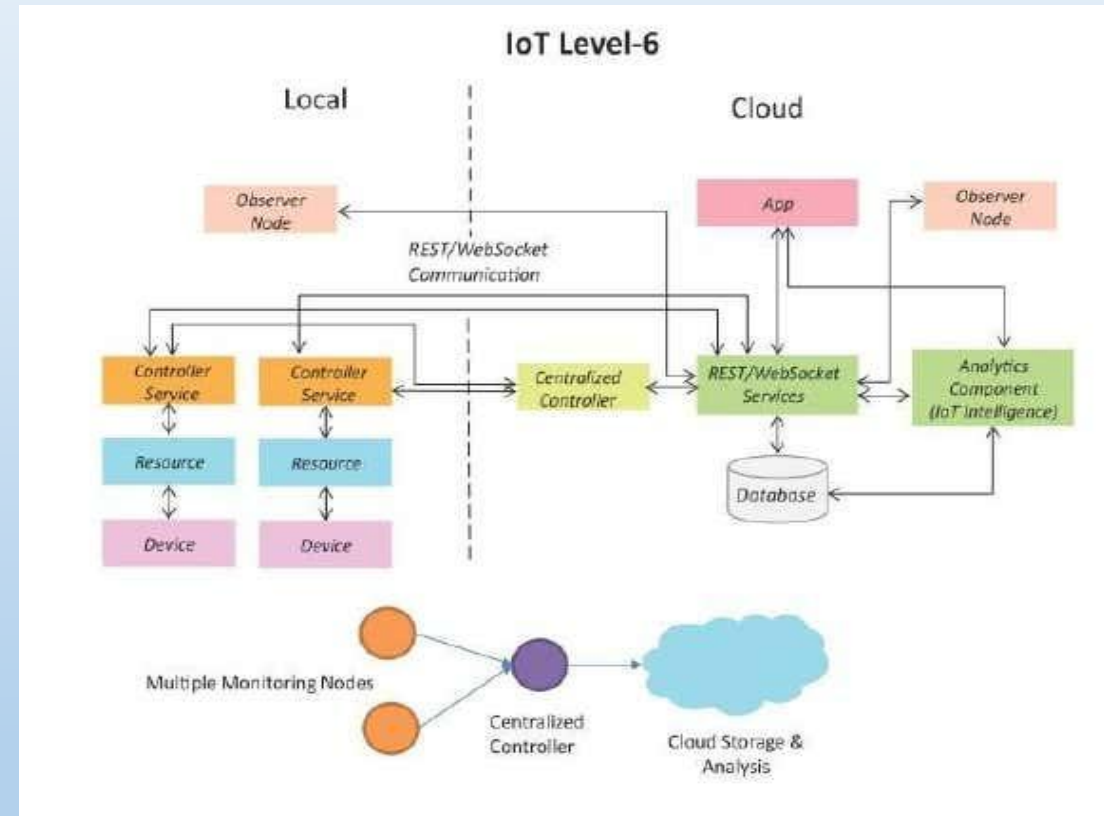 IoT Level-6
Local
Cloud
Observer
Node
App
Observer
Node
REST/WebSocket
Communication
Controller
Service
Controller
Service
Centralized
Controller
REST/WebSocket
Services
Analytics
Component
(IoT Intelligence)
Resource
Resource
Database
Device
Device
Multiple Monitoring Nodes
Centralized
Controller
Cloud Storage &
Analysis